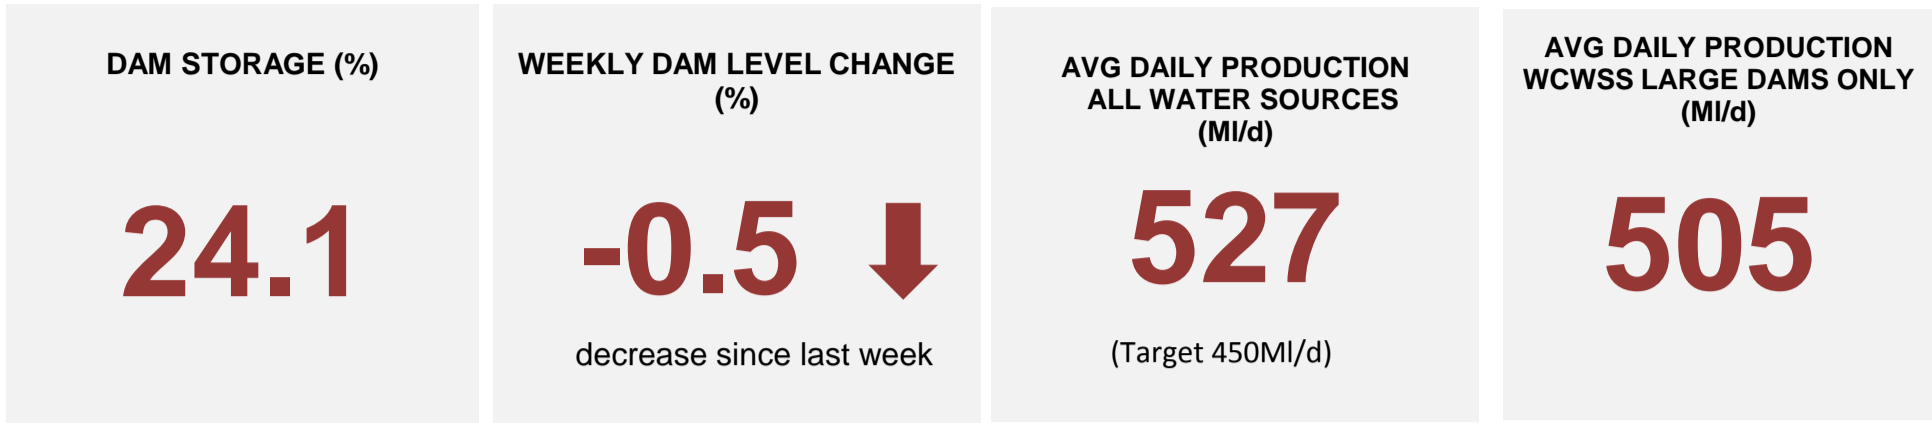 DAM STORAGE (%)
24.1
WEEKLY DAM LEVEL CHANGE
(%)
-0.5
decrease since last week
AVG DAILY PRODUCTION
ALL WATER SOURCES
(Ml/d)
527
(Target 450Ml/d)
AVG DAILY PRODUCTION
WCWSS LARGE DAMS ONLY
(Ml/d)
505